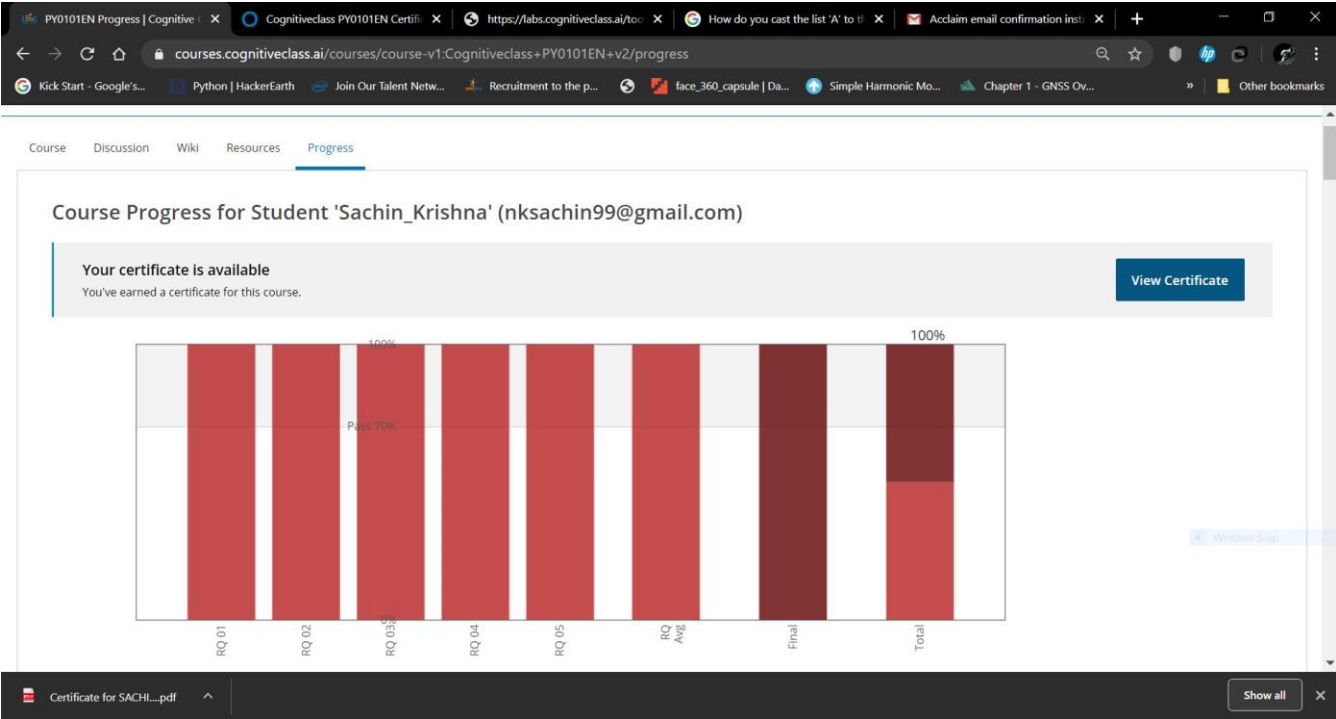 PY0101EN Progress | Cognitive C
Cognitiveclass PY0101EN Certific
https://labs.cognitiveclass.ai/too
How do you cast the list 'A' to th
Acclaim email confirmation instr
courses.cognitiveclass.ai/courses/course-v1:Cognitiveclass+PY0101EN+v2/progress
Kick Start - Google's...
Python | HackerEarth
Join Our Talent Netw...
Recruitment to the p...
face_360_capsule | Da...
Simple Harmonic Mo...
Chapter 1 - GNSS Ov...
»
Other bookmarks
Course Discussion Wiki Resources Progress
Course Progress for Student 'Sachin_Krishna' (nksachin99@gmail.com)
Your certificate is available
You've earned a certificate for this course.
View Certificate
100%
100%
Pass 70%
0%
RQ 01
RQ 02
RQ 03
RQ 04
RQ 05
RQ
Avg
Final
Total
Window Snip
Certificate for SACHI....pdf
Show all